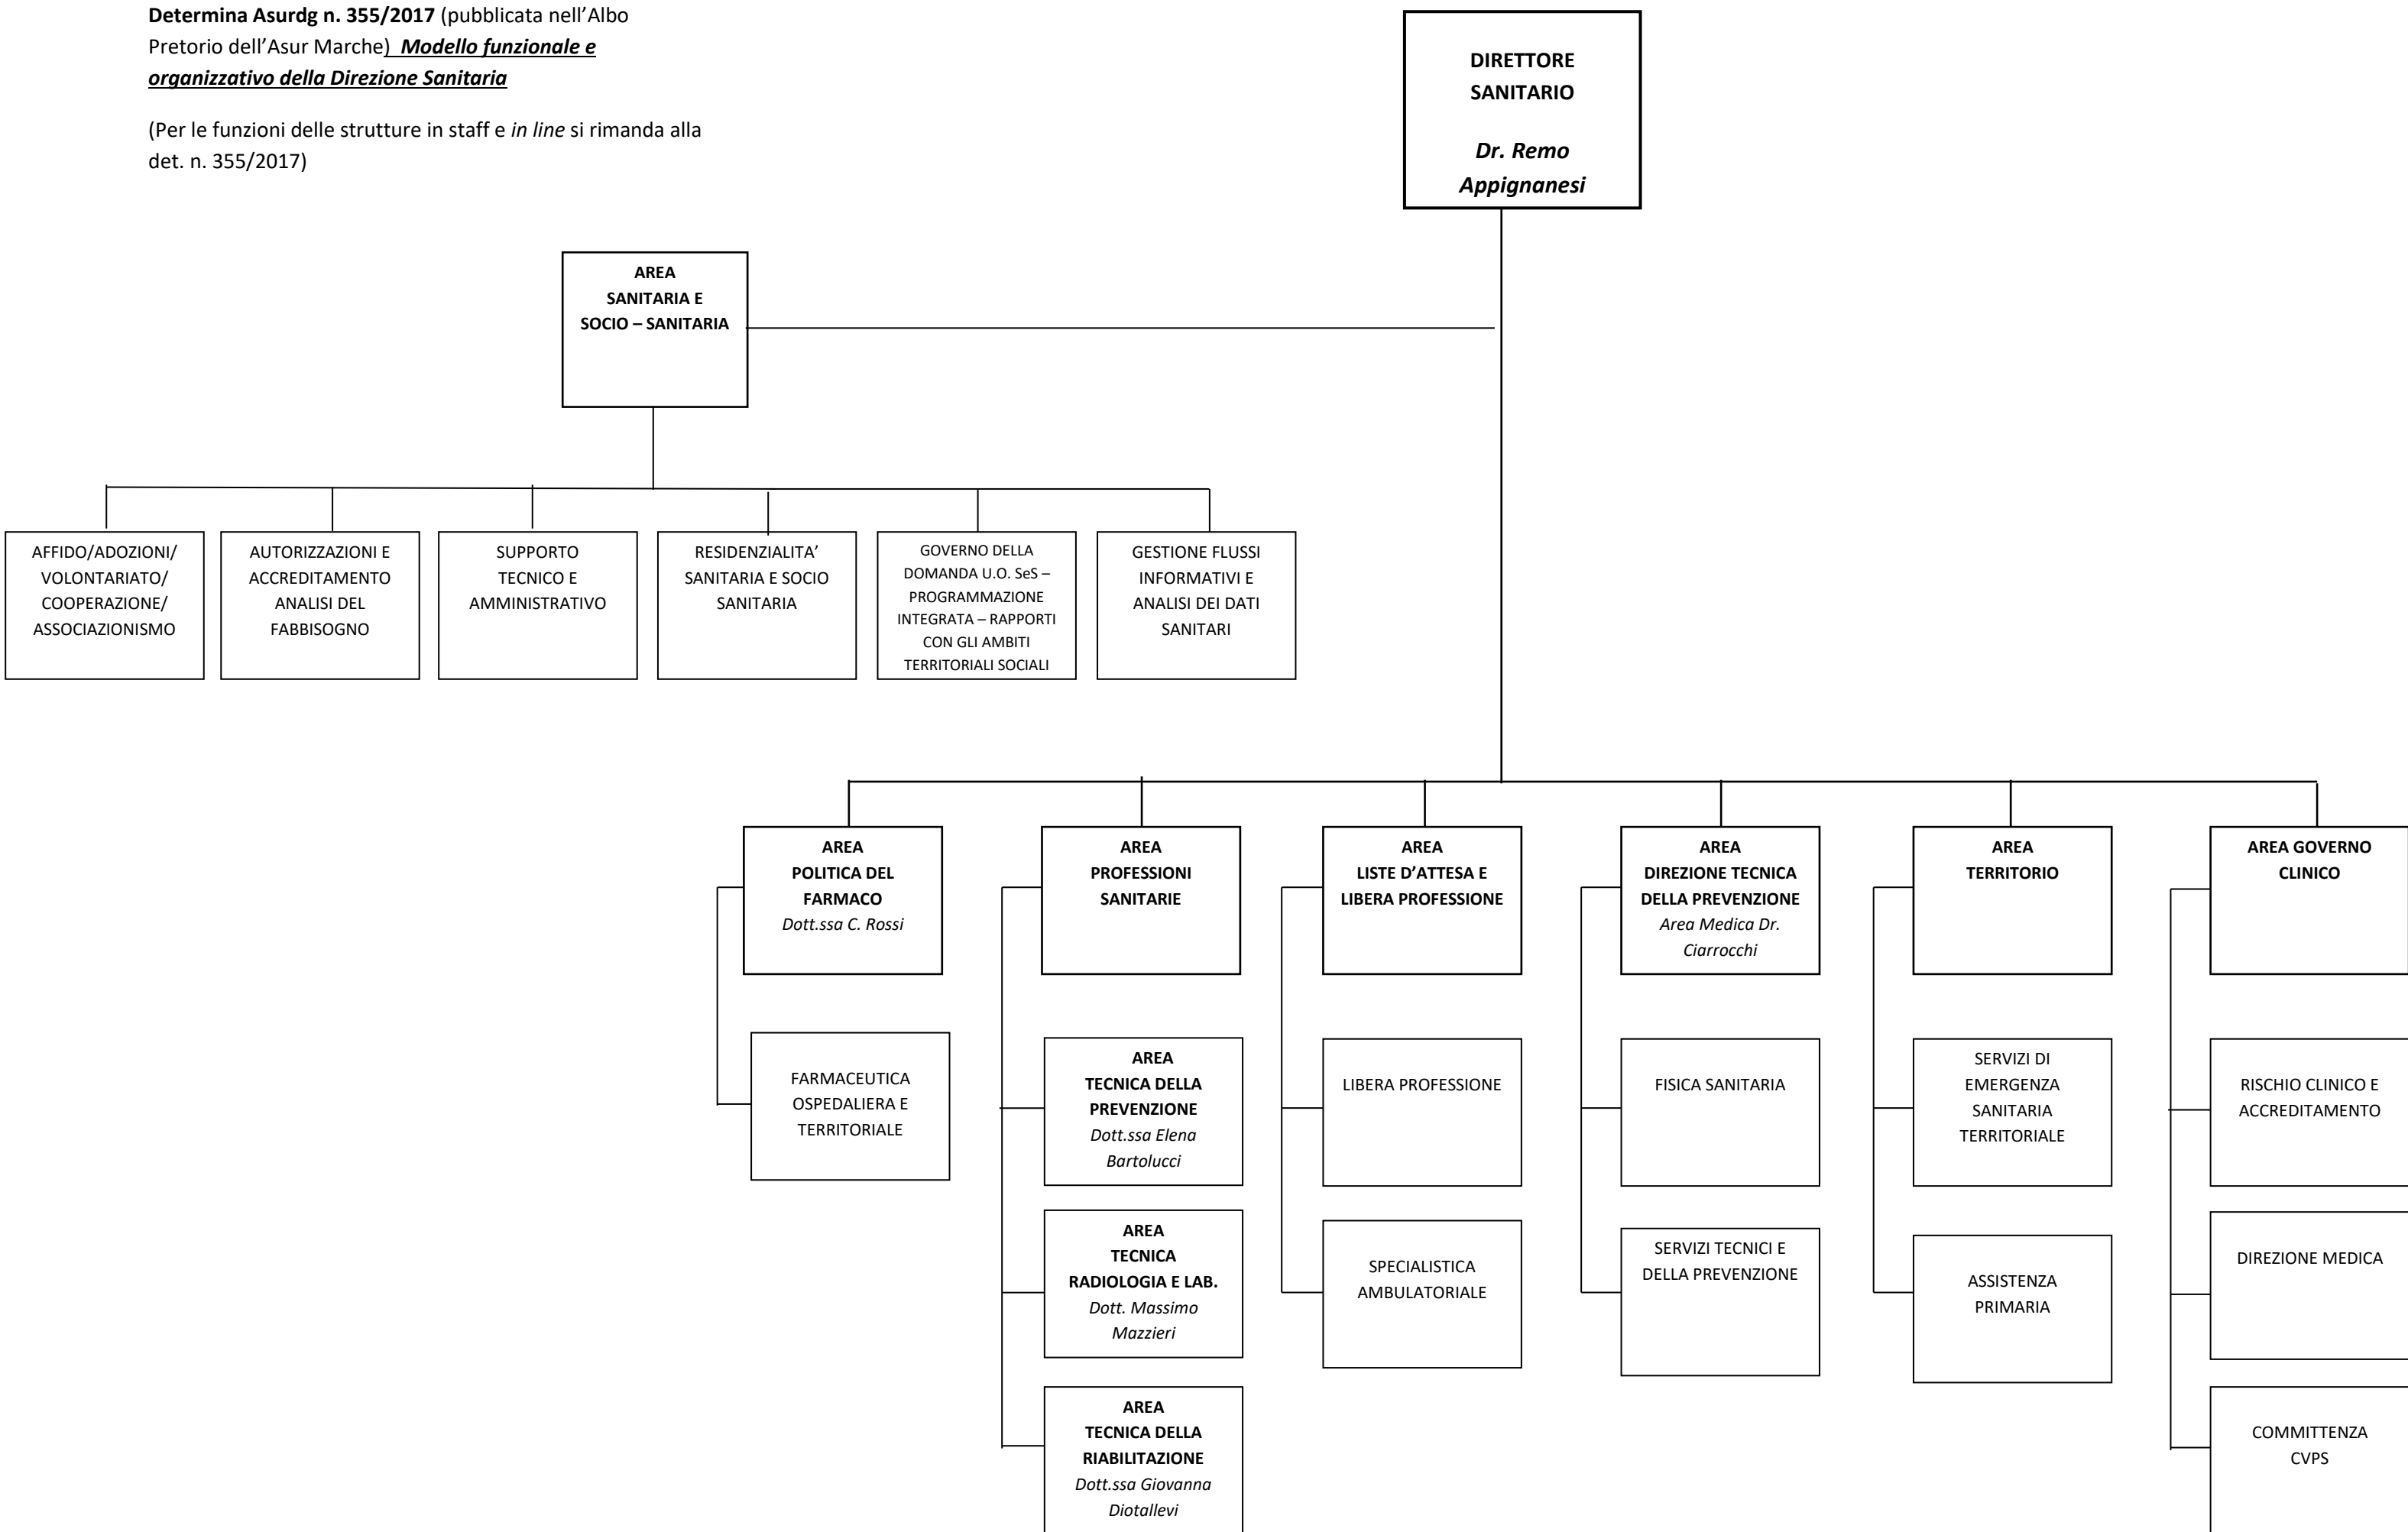 Determina Asurdg n. 355/2017 (pubblicata nell’Albo
Pretorio dell’Asur Marche) Modello funzionale e
organizzativo della Direzione Sanitaria
(Per le funzioni delle strutture in staff e in line si rimanda alla
det. n. 355/2017)
DIRETTORE
SANITARIO
Dr. Remo
Appignanesi
AREA
SANITARIA E
SOCIO – SANITARIA
AFFIDO/ADOZIONI/
VOLONTARIATO/
COOPERAZIONE/
ASSOCIAZIONISMO
AUTORIZZAZIONI E
ACCREDITAMENTO
ANALISI DEL
FABBISOGNO
SUPPORTO
TECNICO E
AMMINISTRATIVO
RESIDENZIALITA’
SANITARIA E SOCIO
SANITARIA
GOVERNO DELLA
DOMANDA U.O. SeS –
PROGRAMMAZIONE
INTEGRATA – RAPPORTI
CON GLI AMBITI
TERRITORIALI SOCIALI
GESTIONE FLUSSI
INFORMATIVI E
ANALISI DEI DATI
SANITARI
AREA
POLITICA DEL
FARMACO
Dott.ssa C. Rossi
AREA
PROFESSIONI
SANITARIE
AREA
LISTE D’ATTESA E
LIBERA PROFESSIONE
AREA
DIREZIONE TECNICA
DELLA PREVENZIONE
Area Medica Dr.
Ciarrocchi
AREA
TERRITORIO
AREA GOVERNO
CLINICO
FARMACEUTICA
OSPEDALIERA E
TERRITORIALE
AREA
TECNICA DELLA
PREVENZIONE
Dott.ssa Elena
Bartolucci
LIBERA PROFESSIONE
FISICA SANITARIA
SERVIZI DI
EMERGENZA
SANITARIA
TERRITORIALE
RISCHIO CLINICO E
ACCREDITAMENTO
AREA
TECNICA
RADIOLOGIA E LAB.
Dott. Massimo
Mazzieri
SPECIALISTICA
AMBULATORIALE
SERVIZI TECNICI E
DELLA PREVENZIONE
ASSISTENZA
PRIMARIA
DIREZIONE MEDICA
AREA
TECNICA DELLA
RIABILITAZIONE
Dott.ssa Giovanna
Diotallevi
COMMITTENZA
CVPS